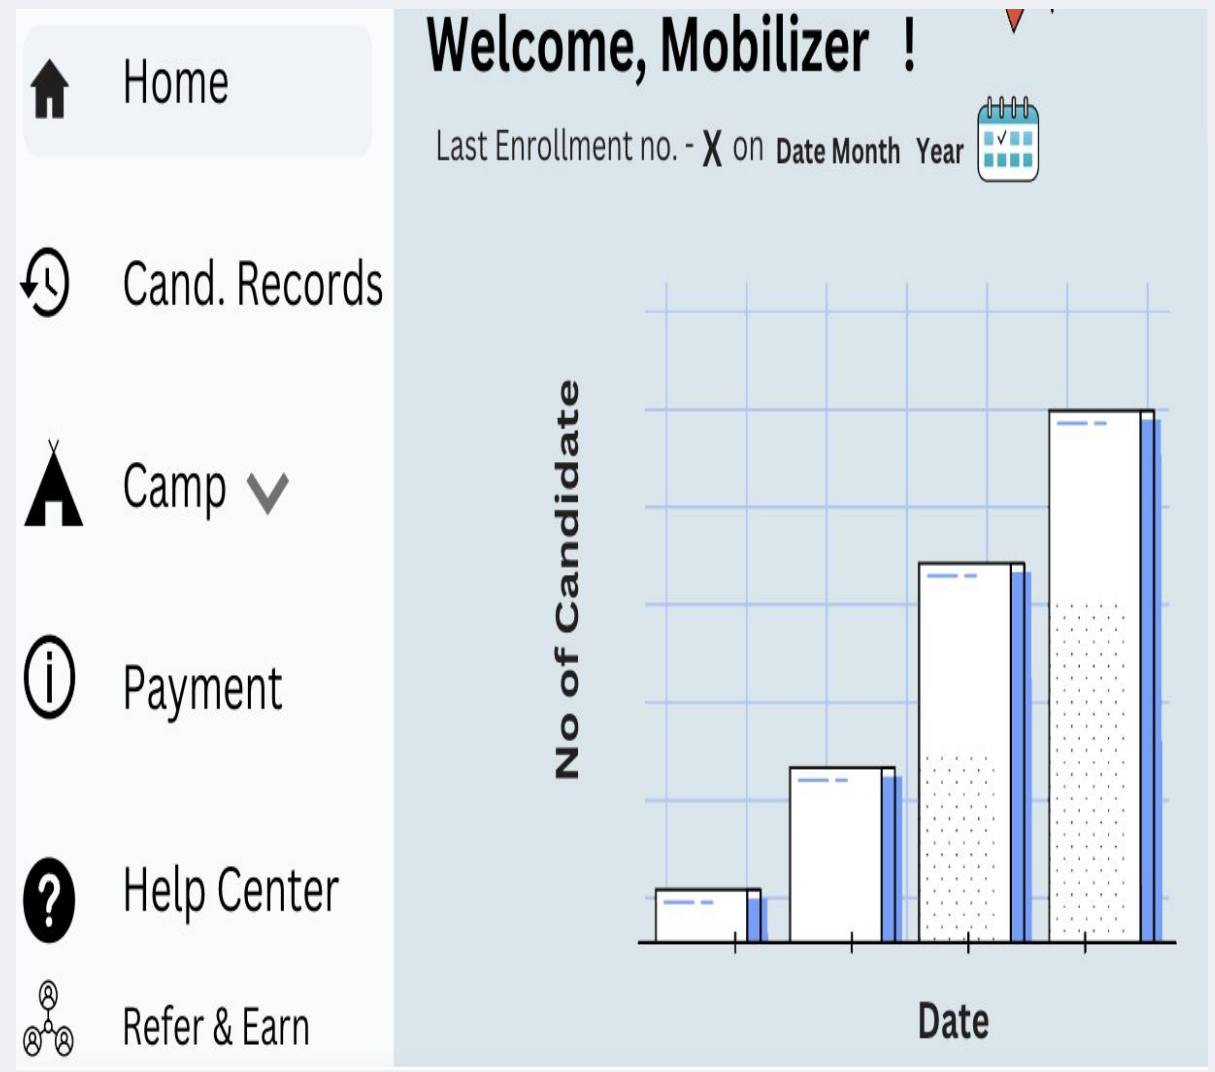 Home
Cand. Records
Camp
Payment
Help Center
Refer & Earn
Welcome, Mobilizer !
Last Enrollment no. - X on Date Month Year
No of Candidate
Date